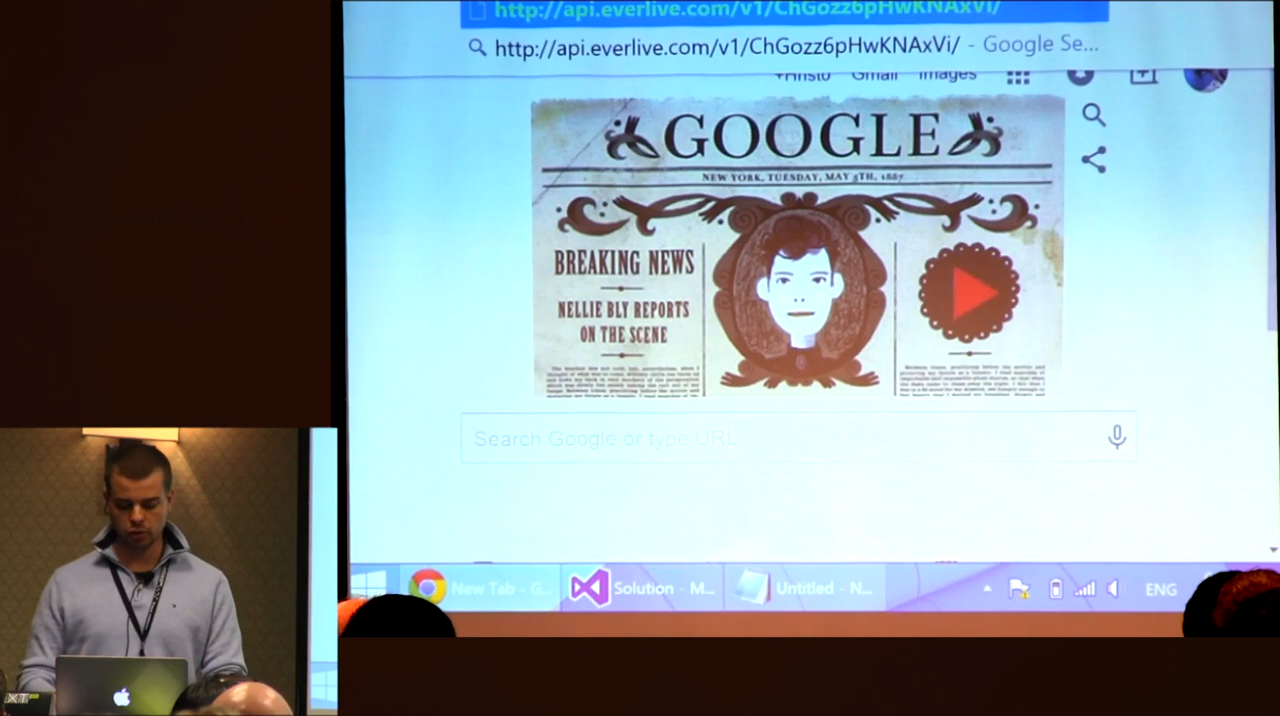 http://api.everlive.com/v1/ChGozz6pHwKNAxVi/
http://api.everlive.com/v1/ChGozz6pHwKNAxVi/ - Google Se...
+Hristo Gmail Images
GOOGLE
NEW YORK, TUESDAY, MAY 5TH, 1887
BREAKING NEWS
NELLIE BLY REPORTS
ON THE SCENE
Search Google or type URL
New Tab - G...
Solution - M...
Untitled - N...
ENG
XT